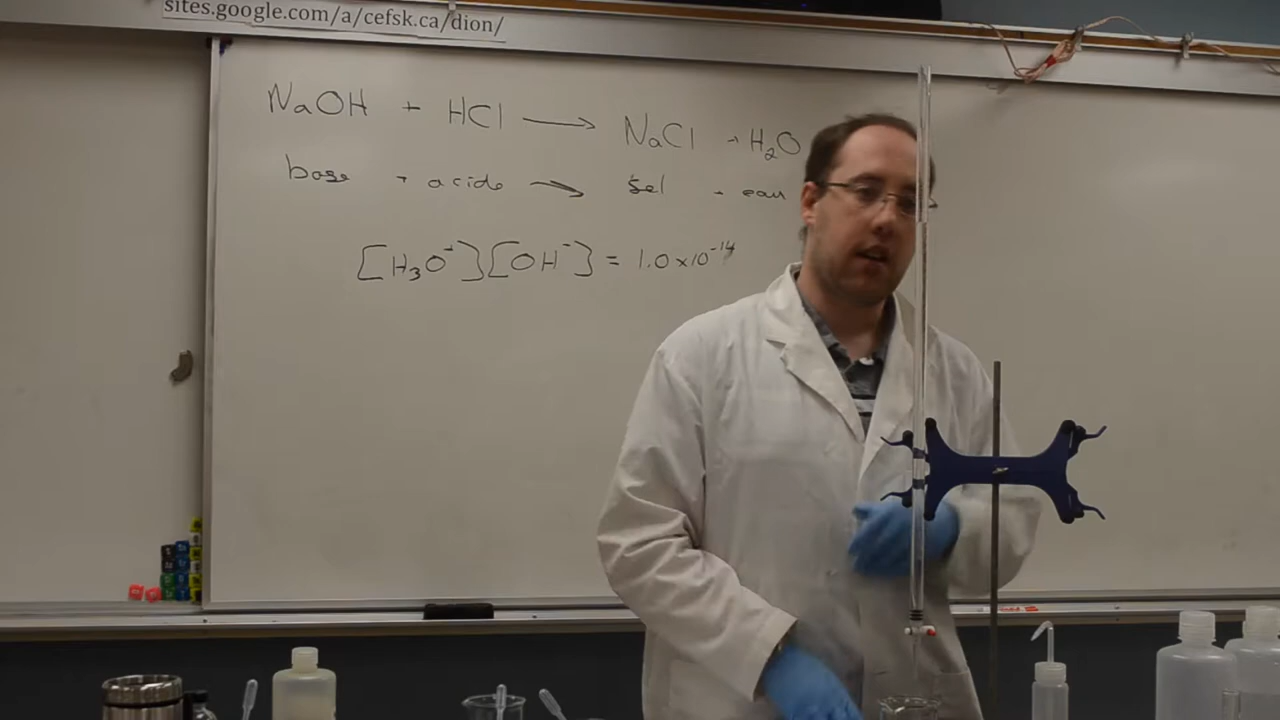 sites.google.com/a/cefsk.ca/dion/
NaOH + HCl → NaCl + H₂O
base + acide → sel + eau
[H₃O⁺][OH⁻] = 1.0 x 10⁻¹⁴